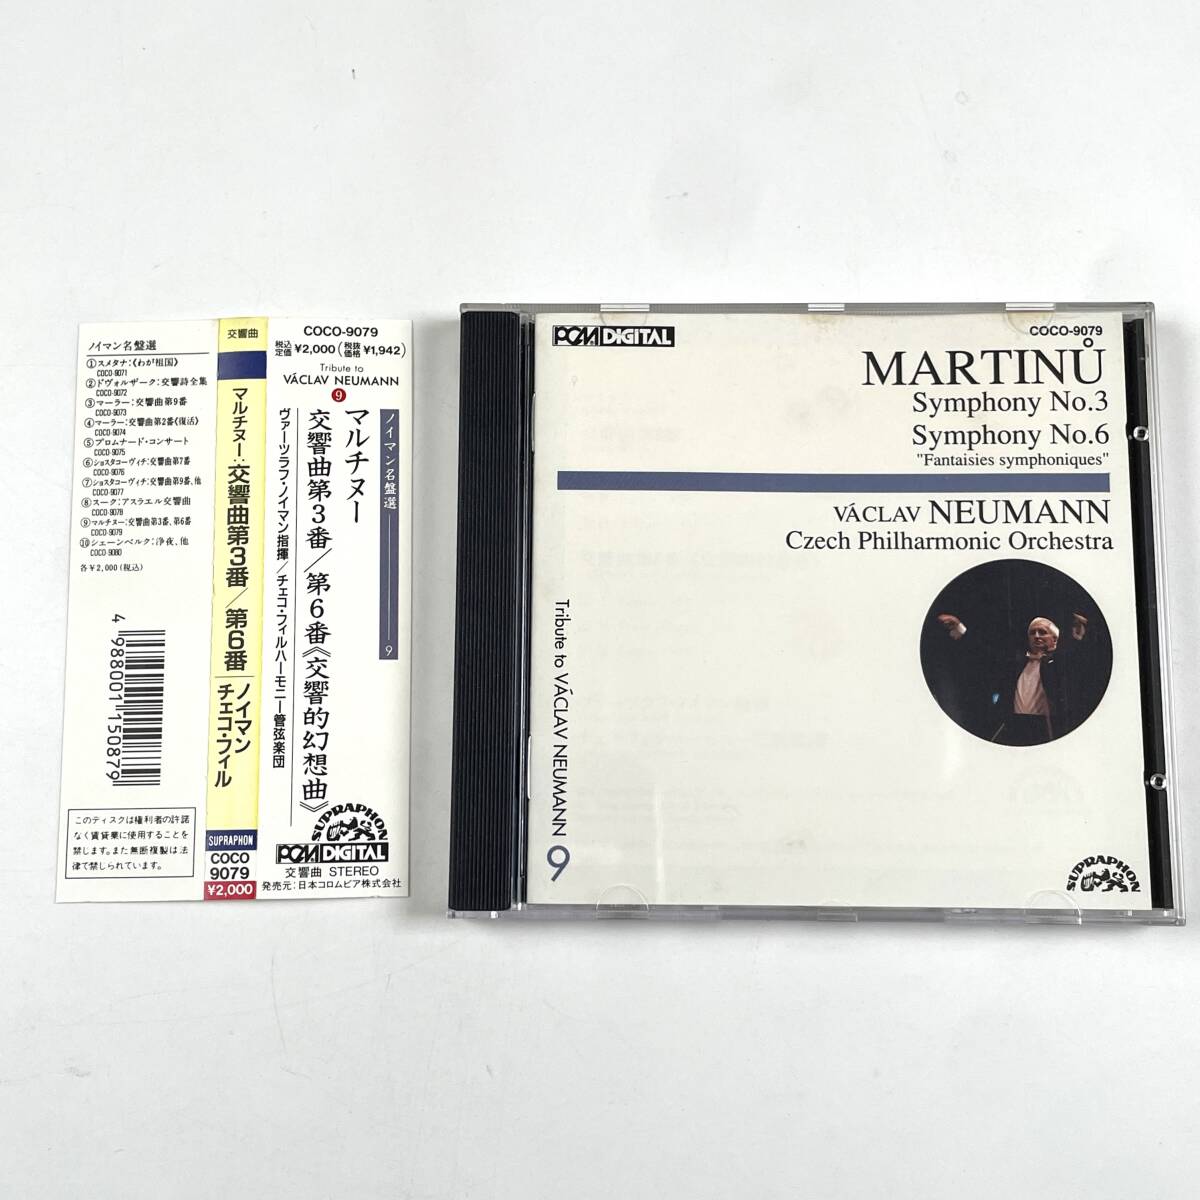 ノイマン名盤選
①スメタナ:《わが祖国》
COCO-9071
②ドヴォルザーク:交響詩全集
COCO-9072
③マーラー:交響曲第9番
COCO-9073
④マーラー:交響曲第2番《復活》
COCO-9074
⑤プロムナード・コンサート
COCO-9075
⑥ショスタコーヴィチ:交響曲第7番
COCO-9076
⑦ショスタコーヴィチ:交響曲第9番、他
COCO-9077
⑧スーク:アスラエル交響曲
COCO-9078
⑨マルチヌー:交響曲第3番、第6番
COCO-9079
⑩シェーンベルク:浄夜、他
COCO-9080
各¥2,000(税込)
4 988001 150879
このディスクは権利者の許諾
なく賃貸業に使用することを
禁じます。また無断複製は法
律で禁じられています。
交響曲
マルチヌー:交響曲第3番/第6番
ノイマン
チェコ・フィル
SUPRAPHON
COCO
9079
¥2,000
COCO-9079
税込定価 ¥2,000 (税抜価格 ¥1,942)
Tribute to
VÁCLAV NEUMANN
9
ノイマン名盤選 9
マルチヌー
交響曲第3番/第6番《交響的幻想曲》
ヴァーツラフ・ノイマン指揮/チェコ・フィルハーモニー管弦楽団
SUPRAPHON
PCM DIGITAL
交響曲 STEREO
発売元:日本コロムビア株式会社
PCM DIGITAL
COCO-9079
MARTINŮ
Symphony No.3
Symphony No.6
"Fantaisies symphoniques"
VÁCLAV NEUMANN
Czech Philharmonic Orchestra
Tribute to VÁCLAV NEUMANN 9
SUPRAPHON